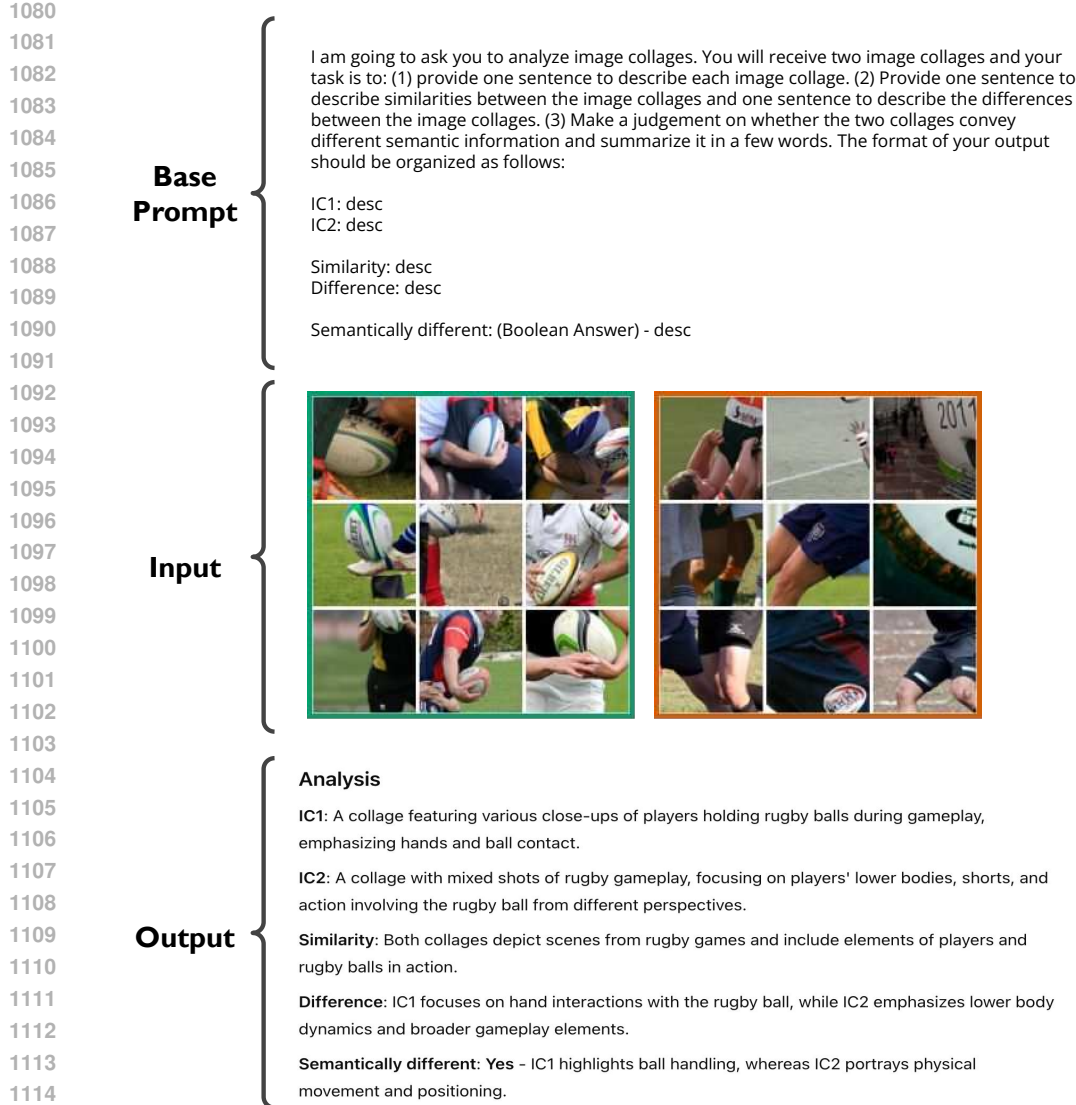 1080
1081
1082
1083
1084
1085
1086
1087
1088
1089
1090
1091
1092
1093
1094
1095
1096
1097
1098
1099
1100
1101
1102
1103
1104
1105
1106
1107
1108
1109
1110
1111
1112
1113
1114
Base
Prompt
I am going to ask you to analyze image collages. You will receive two image collages and your
task is to: (1) provide one sentence to describe each image collage. (2) Provide one sentence to
describe similarities between the image collages and one sentence to describe the differences
between the image collages. (3) Make a judgement on whether the two collages convey
different semantic information and summarize it in a few words. The format of your output
should be organized as follows:
IC1: desc
IC2: desc
Similarity: desc
Difference: desc
Semantically different: (Boolean Answer) - desc
Input
GILBERT
2011
Output
Analysis
IC1: A collage featuring various close-ups of players holding rugby balls during gameplay,
emphasizing hands and ball contact.
IC2: A collage with mixed shots of rugby gameplay, focusing on players' lower bodies, shorts, and
action involving the rugby ball from different perspectives.
Similarity: Both collages depict scenes from rugby games and include elements of players and
rugby balls in action.
Difference: IC1 focuses on hand interactions with the rugby ball, while IC2 emphasizes lower body
dynamics and broader gameplay elements.
Semantically different: Yes - IC1 highlights ball handling, whereas IC2 portrays physical
movement and positioning.